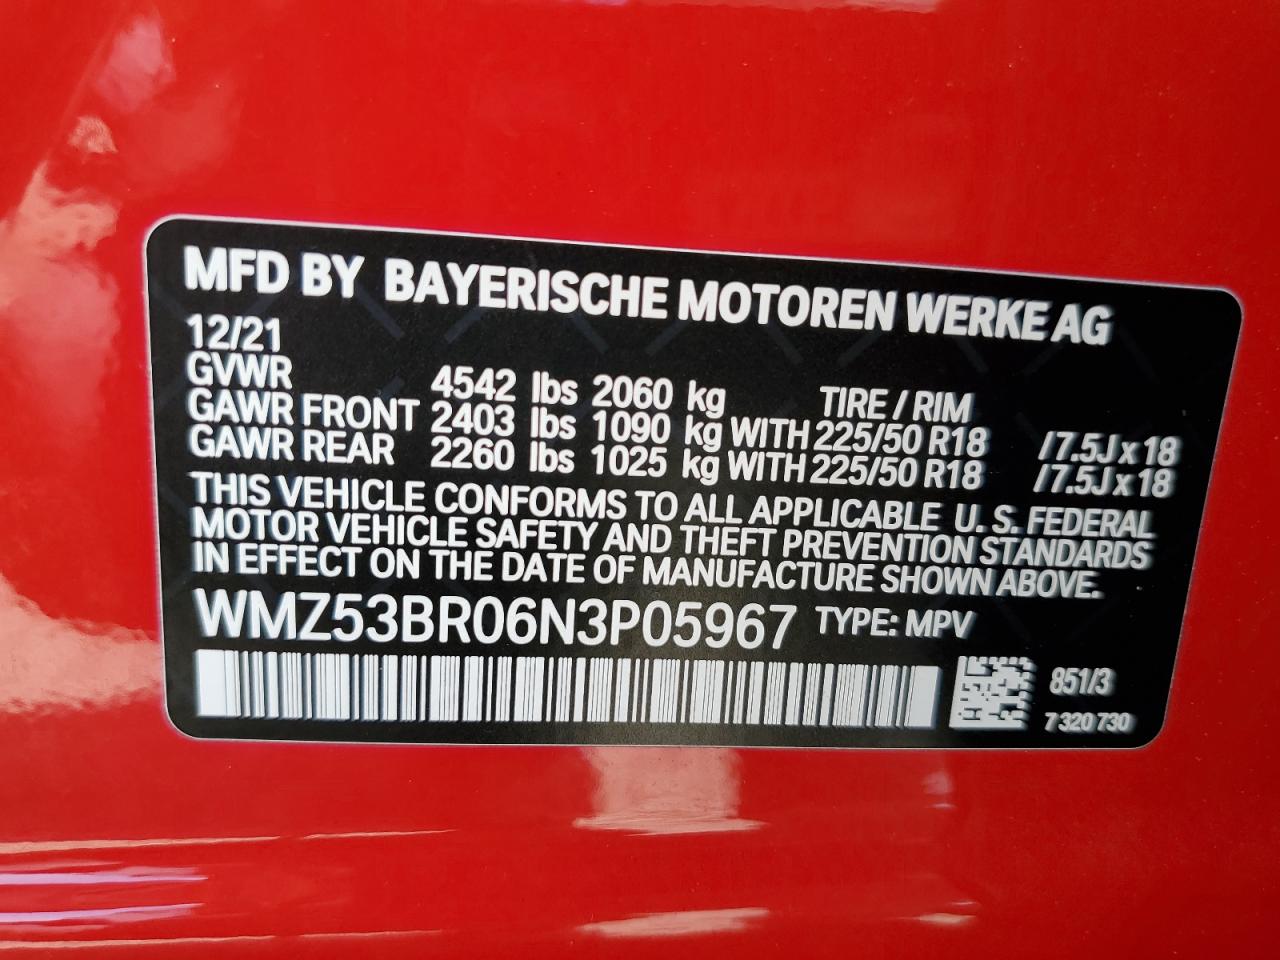 MFD BY BAYERISCHE MOTOREN WERKE AG
12/21
GVWR 4542 lbs 2060 kg TIRE / RIM
GAWR FRONT 2403 lbs 1090 kg WITH 225/50 R18 /7.5J x 18
GAWR REAR 2260 lbs 1025 kg WITH 225/50 R18 /7.5J x 18
THIS VEHICLE CONFORMS TO ALL APPLICABLE U. S. FEDERAL
MOTOR VEHICLE SAFETY AND THEFT PREVENTION STANDARDS
IN EFFECT ON THE DATE OF MANUFACTURE SHOWN ABOVE.
WMZ53BR06N3P05967 TYPE: MPV
851/3
7 320 730